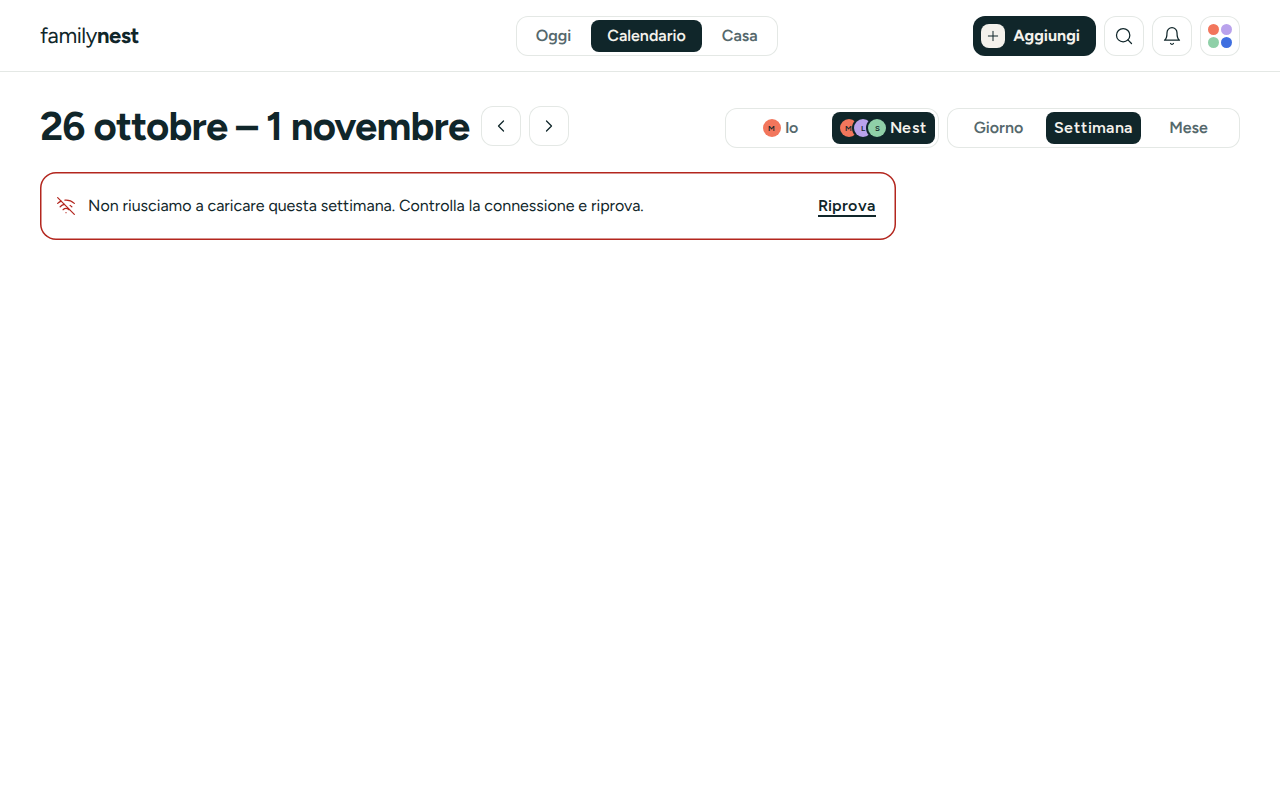 familynest
Oggi
Calendario
Casa
Aggiungi
26 ottobre – 1 novembre
M Io
M L S Nest
Giorno
Settimana
Mese
Non riusciamo a caricare questa settimana. Controlla la connessione e riprova.
Riprova